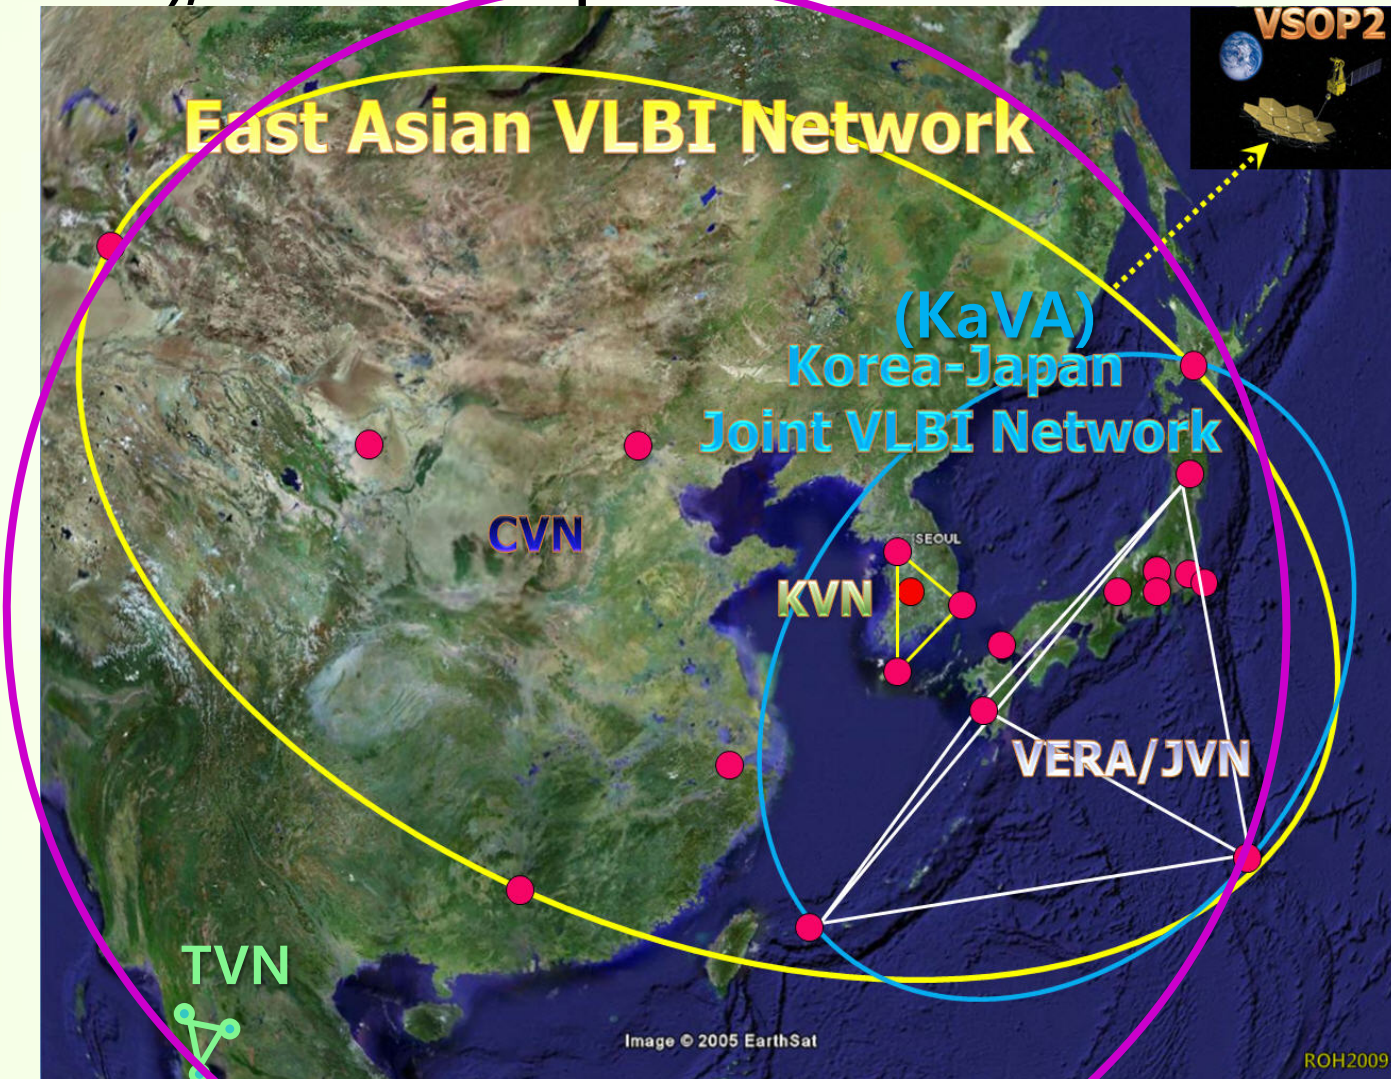 VSOP2
East Asian VLBI Network
(KaVA)
Korea-Japan
Joint VLBI Network
CVN
SEOUL
KVN
VERA/JVN
TVN
Image © 2005 EarthSat
ROH2009